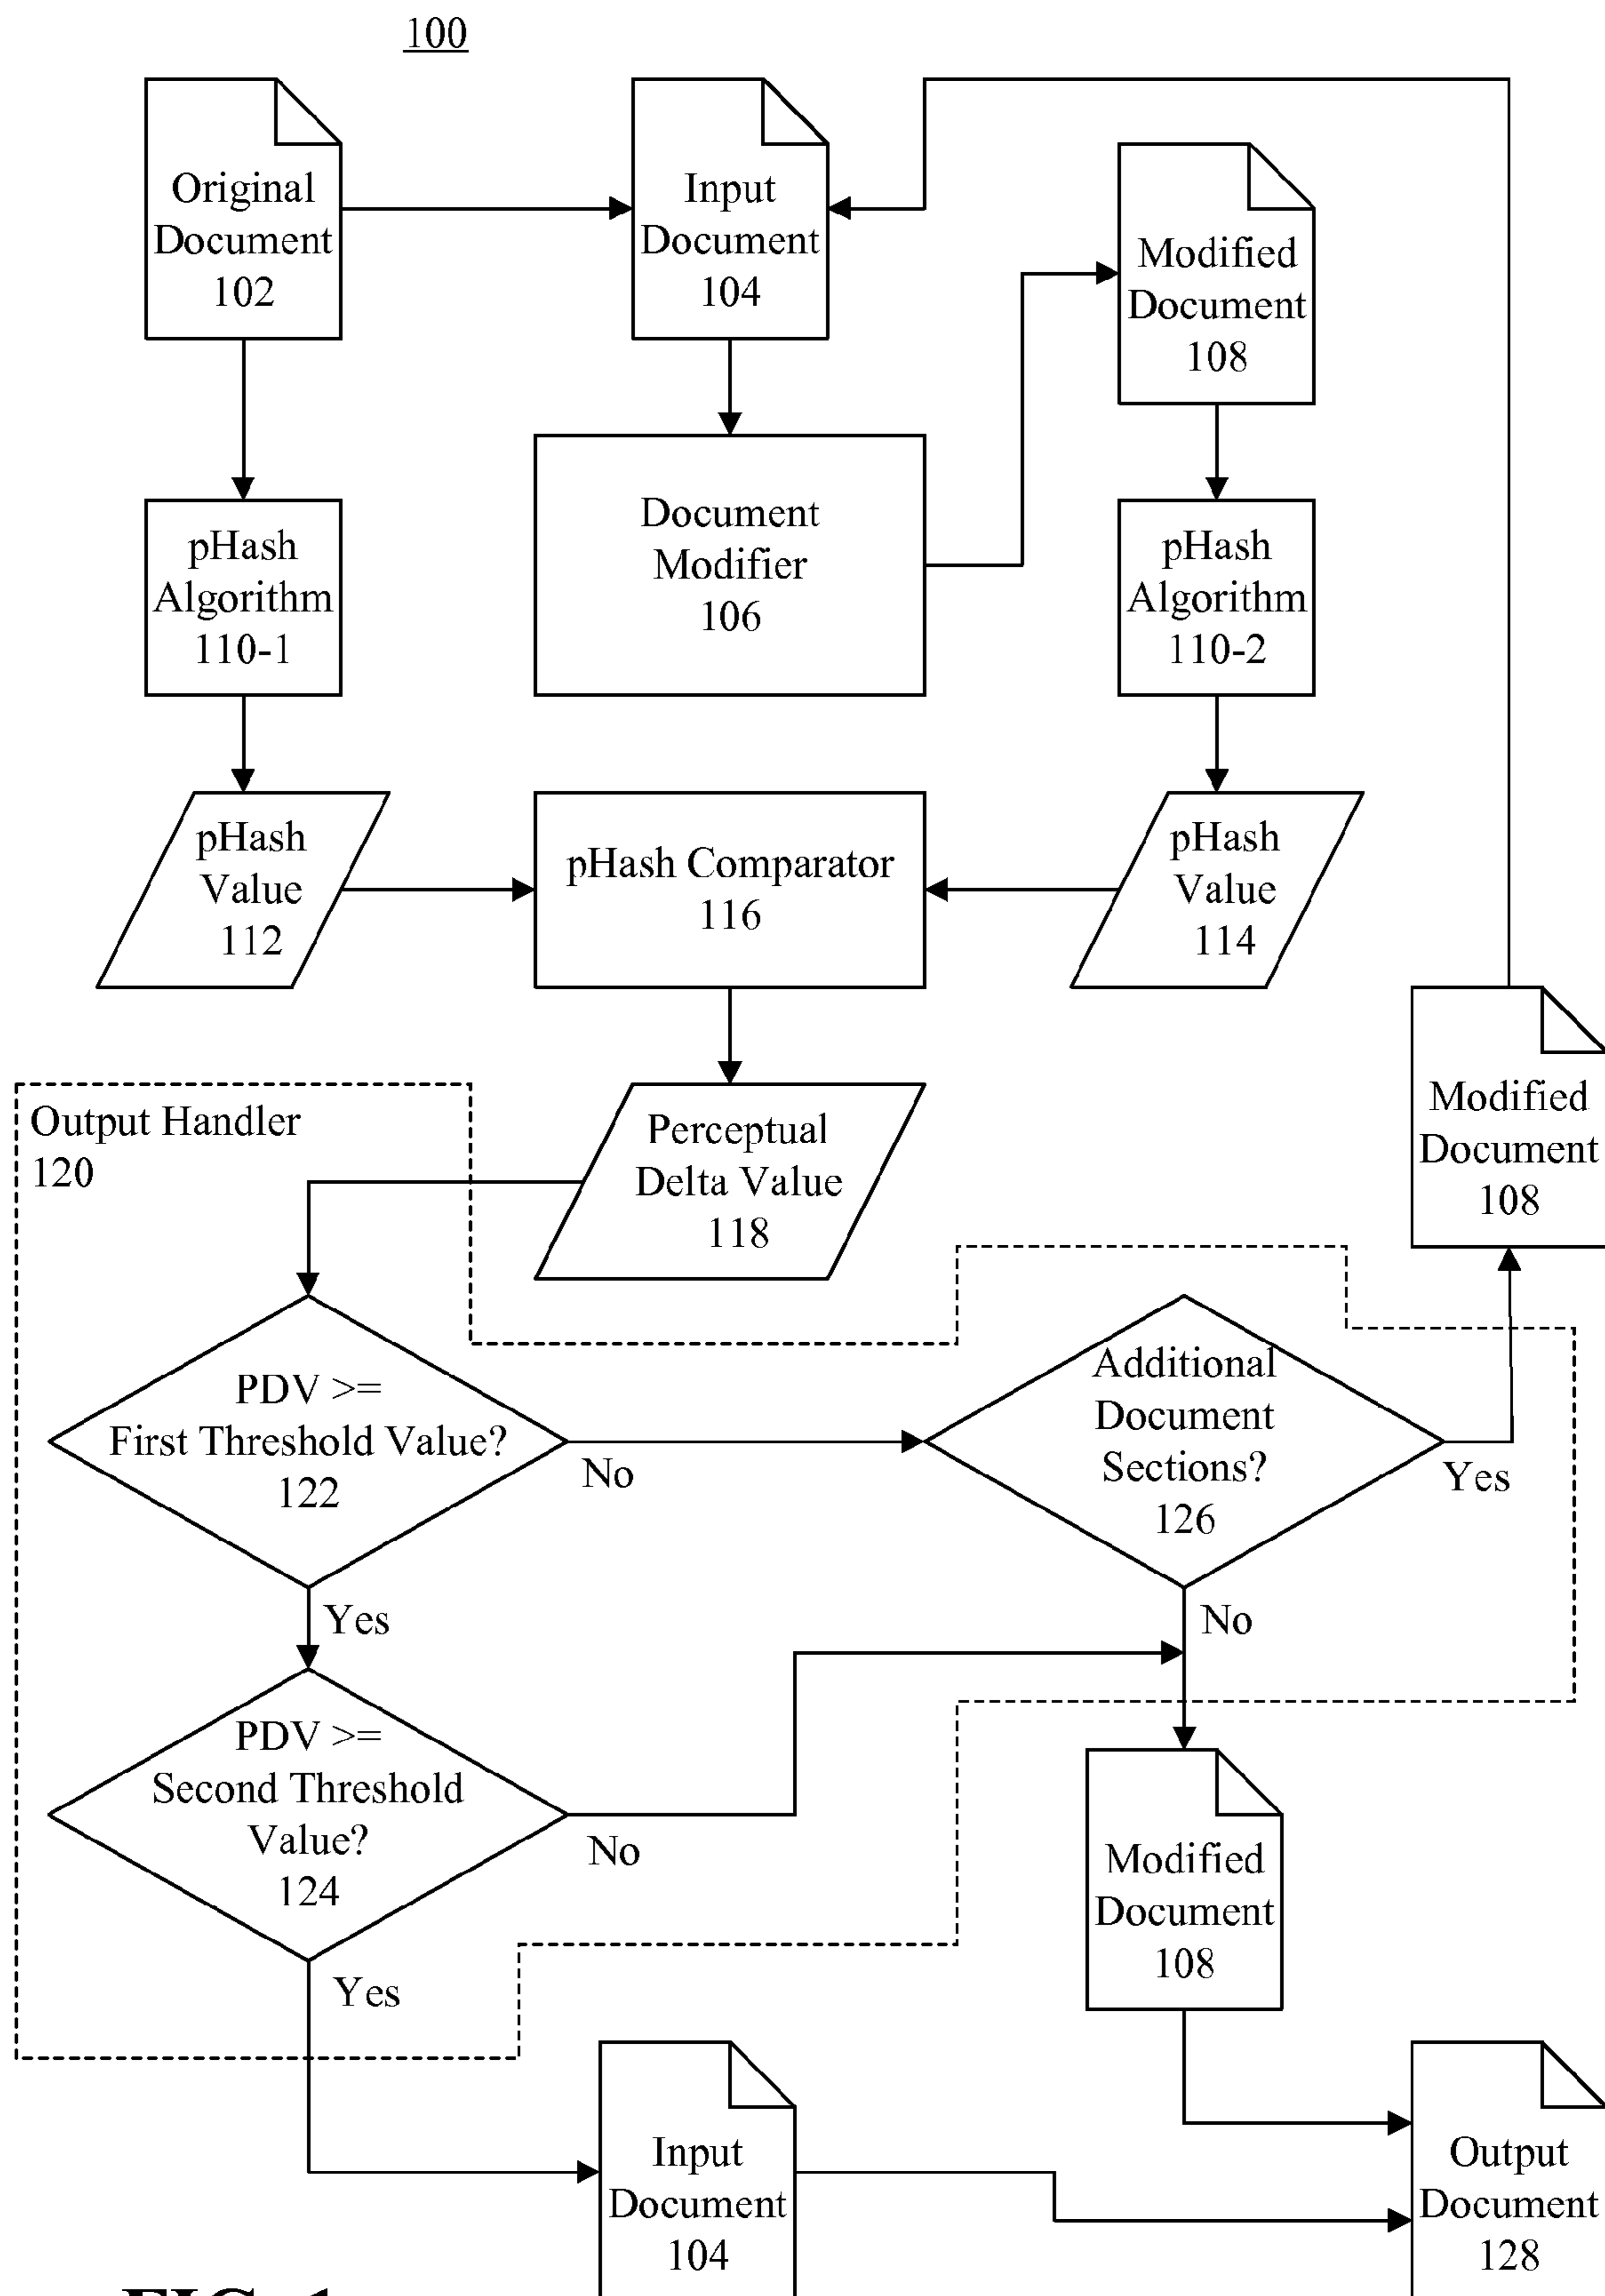 100
Original
Document
102
Input
Document
104
Modified
Document
108
pHash
Algorithm
110-1
Document
Modifier
106
pHash
Algorithm
110-2
pHash
Value
112
pHash Comparator
116
pHash
Value
114
Output Handler
120
Perceptual
Delta Value
118
Modified
Document
108
PDV >=
First Threshold Value?
122
No
Additional
Document
Sections?
126
Yes
Yes
No
PDV >=
Second Threshold
Value?
124
No
Yes
Modified
Document
108
Input
Document
104
Output
Document
128
FIG. 1